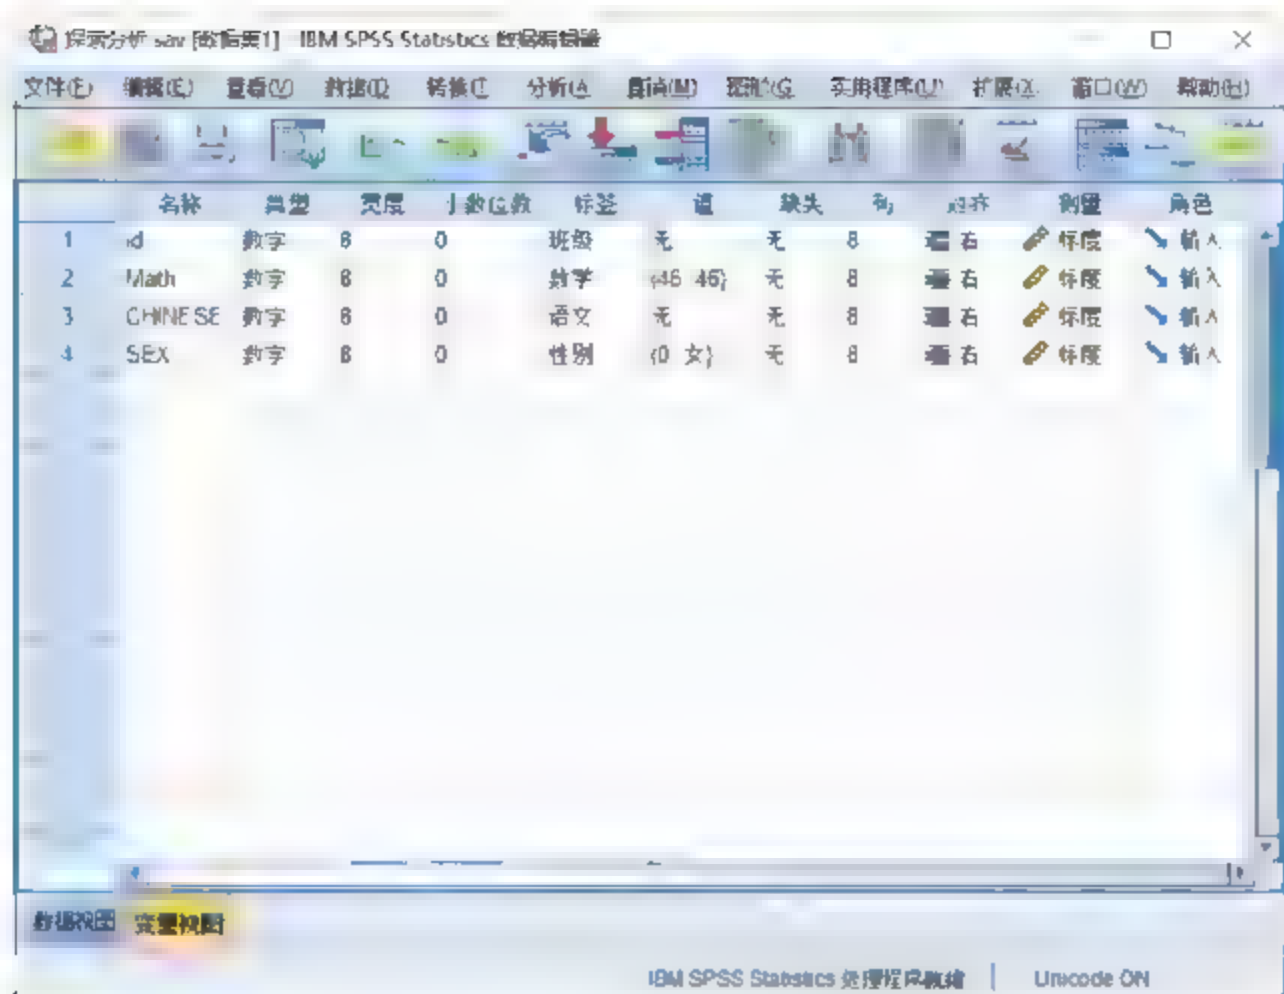 探索分析.sav [数据集1] - IBM SPSS Statistics 数据编辑器
文件(E) 编辑(E) 查看(V) 数据(D) 转换(T 分析(A 直销(M) 图形(G 实用程序(U) 扩展(X 窗口(W) 帮助(H)
名称 类型 宽度 小数位数 标签 值 缺失 列 对齐 测量 角色
1 id 数字 8 0 班级 无 无 8 右 标度 输入
2 Math 数字 8 0 数学 {46 46} 无 8 右 标度 输入
3 CHINESE 数字 8 0 语文 无 无 8 右 标度 输入
4 SEX 数字 8 0 性别 {0 女} 无 8 右 标度 输入
数据视图 变量视图
IBM SPSS Statistics 处理程序就绪 Unicode ON